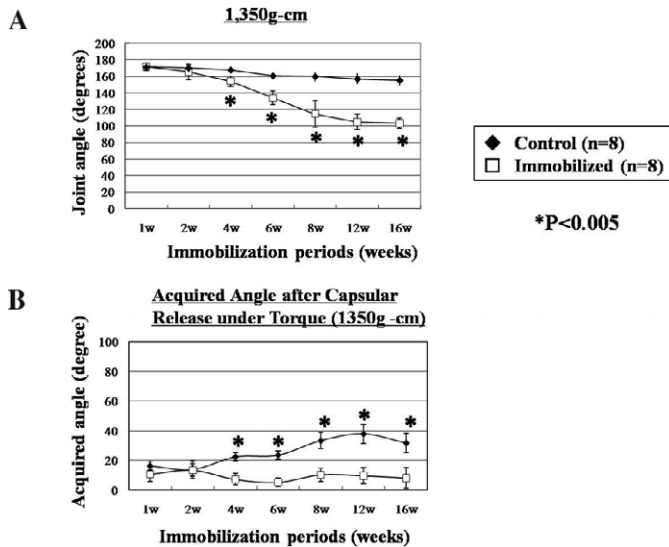 A
1,350g-cm
Joint angle (degrees)
200
180
160
140
120
100
80
60
40
20
0
* * * * *
1w 2w 4w 6w 8w 12w 16w
Immobilization periods (weeks)
Control (n=8)
Immobilized (n=8)
*P<0.005
B
Acquired Angle after Capsular
Release under Torque (1350g -cm)
Acquired angle (degree)
100
80
60
40
20
0
* * * * *
1w 2w 4w 6w 8w 12w 16w
Immobilization periods (weeks)